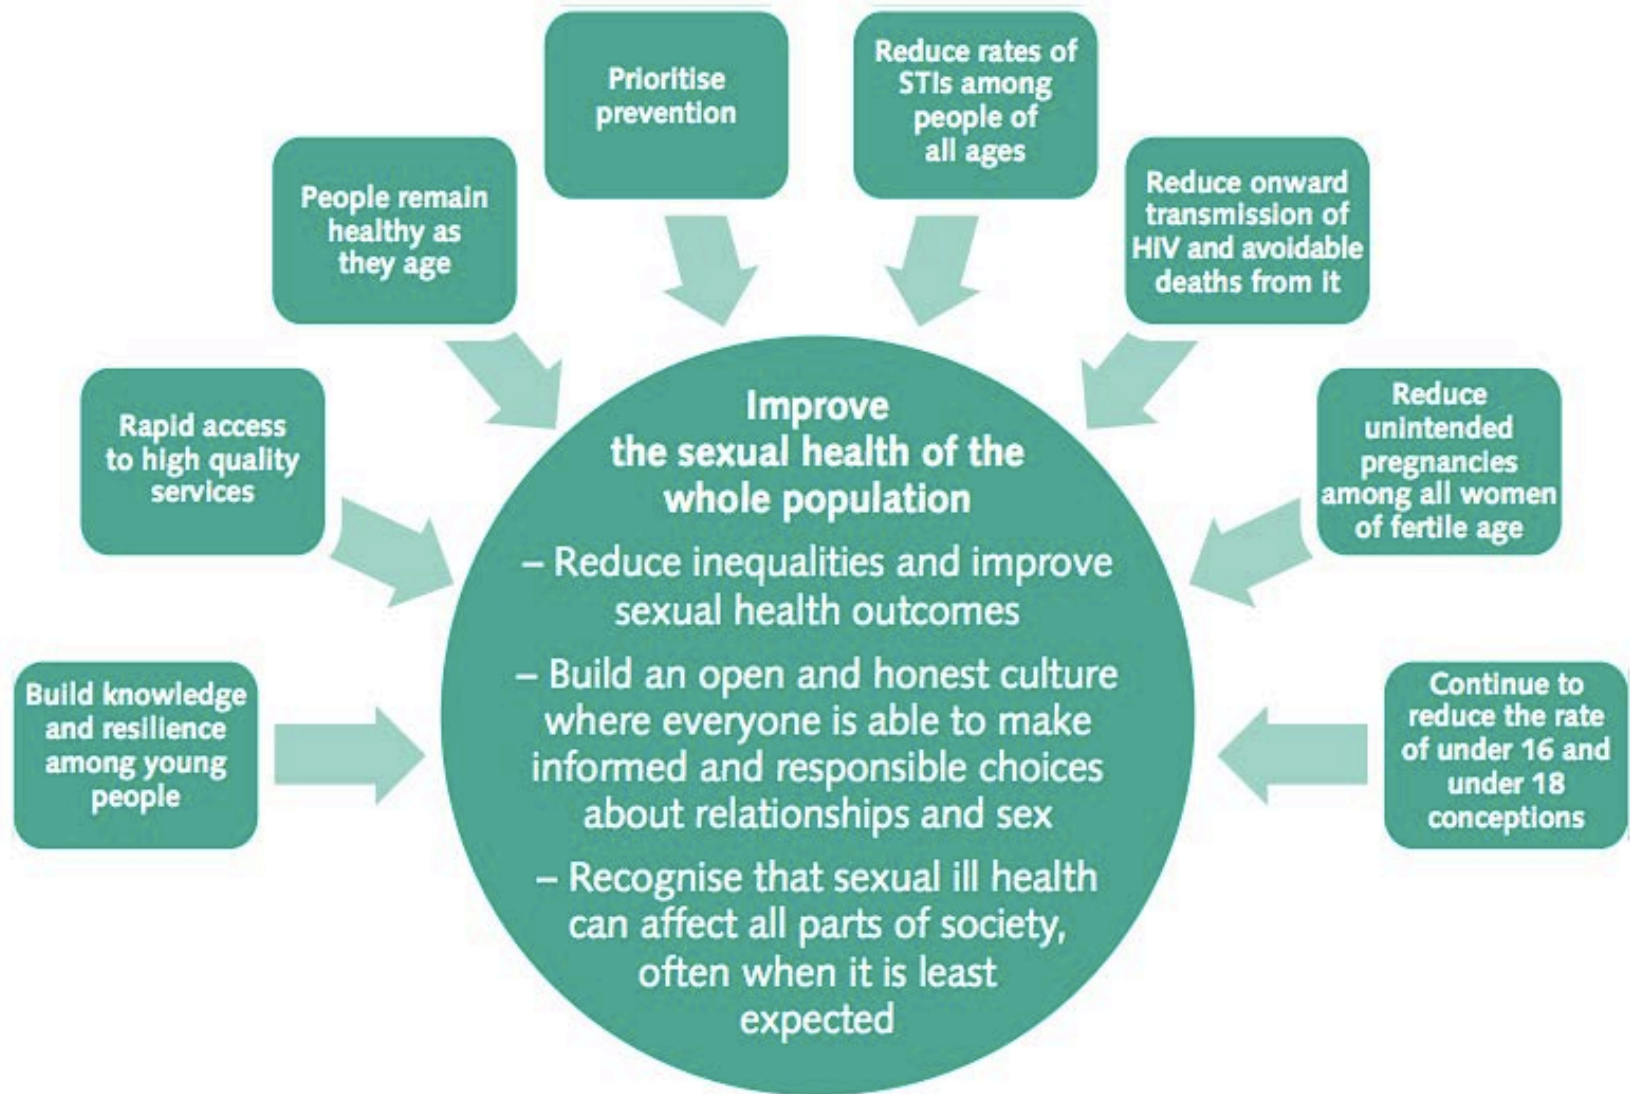 Prioritise
prevention
Reduce rates of
STIs among
people of
all ages
People remain
healthy as
they age
Reduce onward
transmission of
HIV and avoidable
deaths from it
Rapid access
to high quality
services
Reduce
unintended
pregnancies
among all women
of fertile age
Build knowledge
and resilience
among young
people
Continue to
reduce the rate
of under 16 and
under 18
conceptions
Improve
the sexual health of the
whole population
– Reduce inequalities and improve
sexual health outcomes
– Build an open and honest culture
where everyone is able to make
informed and responsible choices
about relationships and sex
– Recognise that sexual ill health
can affect all parts of society,
often when it is least
expected